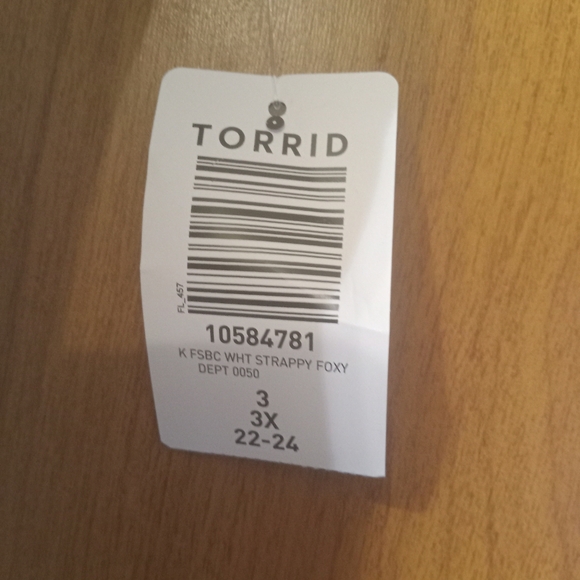 TORRID
FL_457
10584781
K FSBC WHT STRAPPY FOXY
DEPT 0050
3
3X
22-24